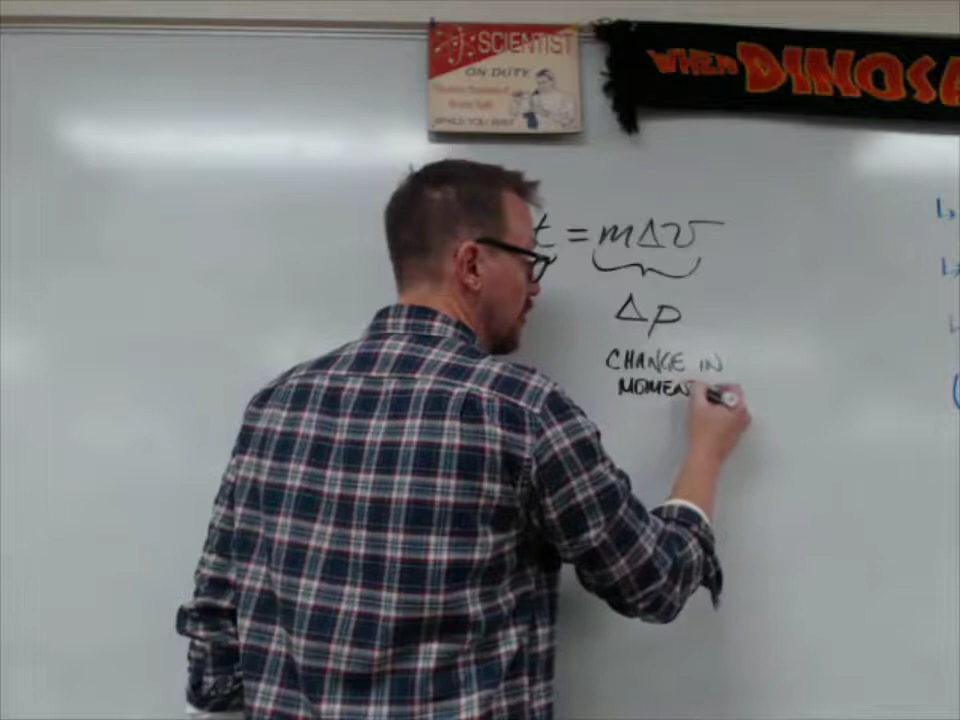 SCIENTIST
ON DUTY
WHEN DINOSA
t = mΔv
Δp
CHANGE IN
MOMEN